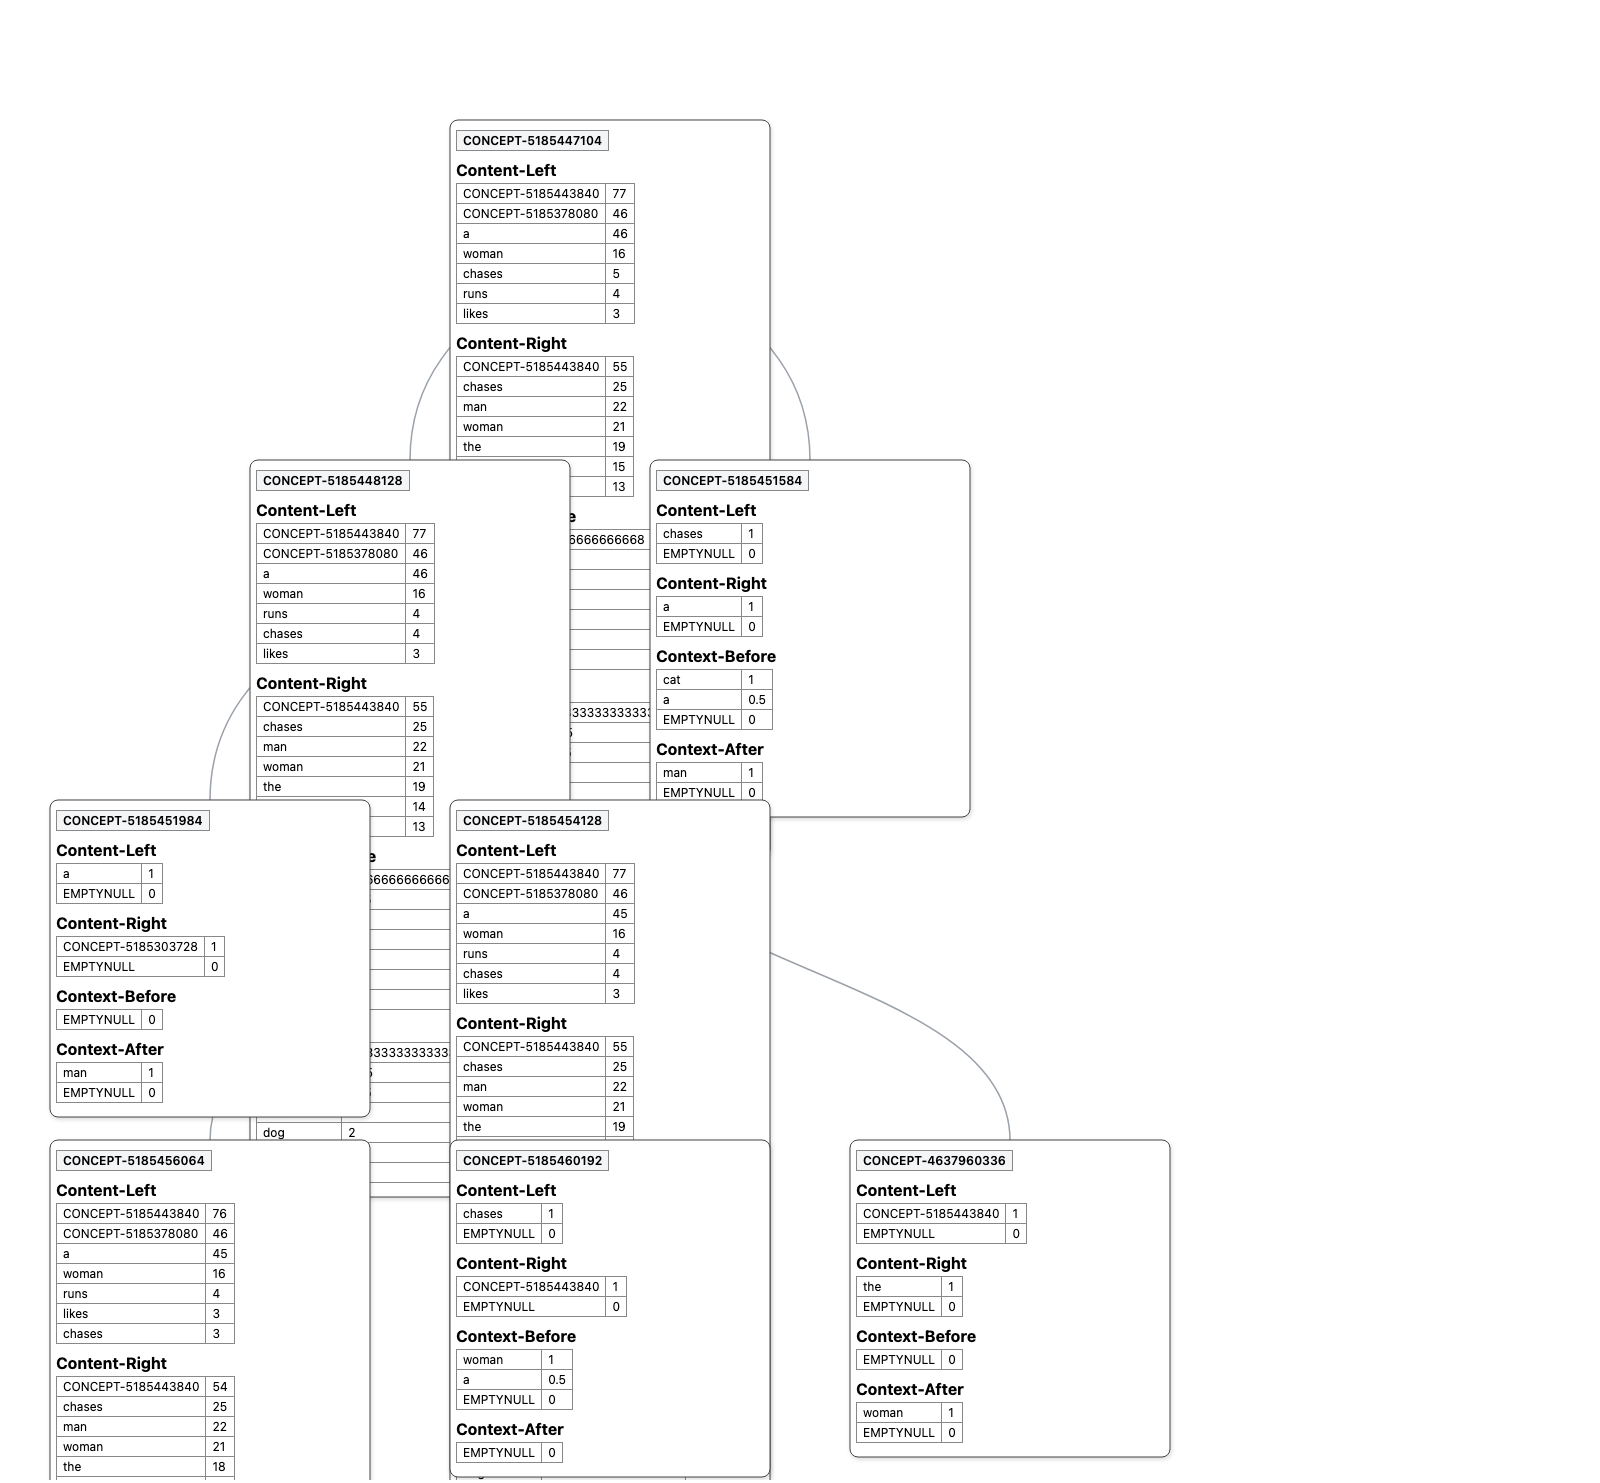 CONCEPT-5185447104
Content-Left
CONCEPT-5185443840 77
CONCEPT-5185378080 46
a 46
woman 16
chases 5
runs 4
likes 3
Content-Right
CONCEPT-5185443840 55
chases 25
man 22
woman 21
the 19
15
13
CONCEPT-5185448128
Content-Left
CONCEPT-5185443840 77
CONCEPT-5185378080 46
a 46
woman 16
runs 4
chases 4
likes 3
Content-Right
CONCEPT-5185443840 55
chases 25
man 22
woman 21
the 19
14
13
dog 2
CONCEPT-5185451584
Content-Left
chases 1
EMPTYNULL 0
Content-Right
a 1
EMPTYNULL 0
Context-Before
cat 1
a 0.5
EMPTYNULL 0
Context-After
man 1
EMPTYNULL 0
CONCEPT-5185451984
Content-Left
a 1
EMPTYNULL 0
Content-Right
CONCEPT-5185303728 1
EMPTYNULL 0
Context-Before
EMPTYNULL 0
Context-After
man 1
EMPTYNULL 0
CONCEPT-5185454128
Content-Left
CONCEPT-5185443840 77
CONCEPT-5185378080 46
a 45
woman 16
runs 4
chases 4
likes 3
Content-Right
CONCEPT-5185443840 55
chases 25
man 22
woman 21
the 19
CONCEPT-5185456064
Content-Left
CONCEPT-5185443840 76
CONCEPT-5185378080 46
a 45
woman 16
runs 4
likes 3
chases 3
Content-Right
CONCEPT-5185443840 54
chases 25
man 22
woman 21
the 18
CONCEPT-5185460192
Content-Left
chases 1
EMPTYNULL 0
Content-Right
CONCEPT-5185443840 1
EMPTYNULL 0
Context-Before
woman 1
a 0.5
EMPTYNULL 0
Context-After
EMPTYNULL 0
CONCEPT-4637960336
Content-Left
CONCEPT-5185443840 1
EMPTYNULL 0
Content-Right
the 1
EMPTYNULL 0
Context-Before
EMPTYNULL 0
Context-After
woman 1
EMPTYNULL 0